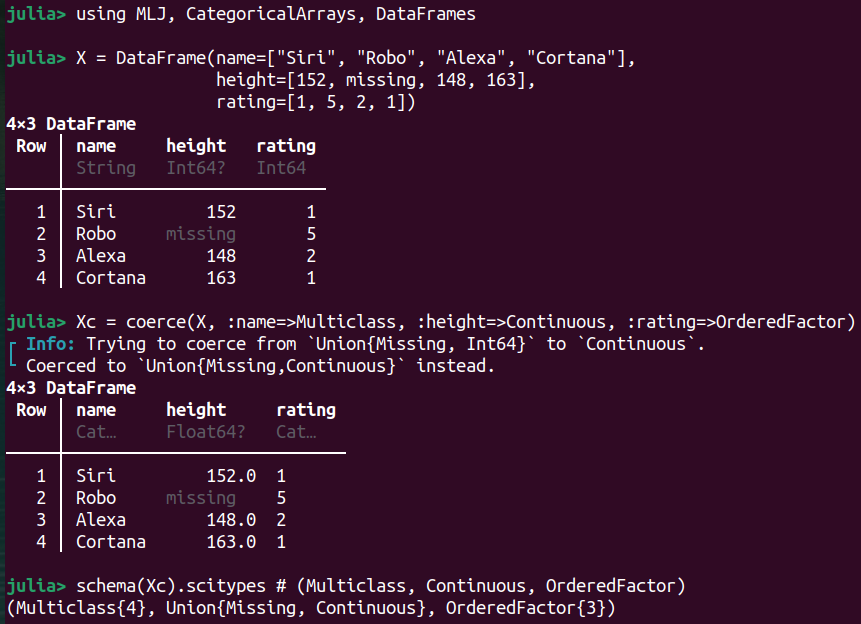 julia> using MLJ, CategoricalArrays, DataFrames
julia> X = DataFrame(name=["Siri", "Robo", "Alexa", "Cortana"],
height=[152, missing, 148, 163],
rating=[1, 5, 2, 1])
4×3 DataFrame
Row name height rating
String Int64? Int64
1 Siri 152 1
2 Robo missing 5
3 Alexa 148 2
4 Cortana 163 1
julia> Xc = coerce(X, :name=>Multiclass, :height=>Continuous, :rating=>OrderedFactor)
Info: Trying to coerce from `Union{Missing, Int64}` to `Continuous`.
Coerced to `Union{Missing,Continuous}` instead.
4×3 DataFrame
Row name height rating
Cat… Float64? Cat…
1 Siri 152.0 1
2 Robo missing 5
3 Alexa 148.0 2
4 Cortana 163.0 1
julia> schema(Xc).scitypes # (Multiclass, Continuous, OrderedFactor)
(Multiclass{4}, Union{Missing, Continuous}, OrderedFactor{3})